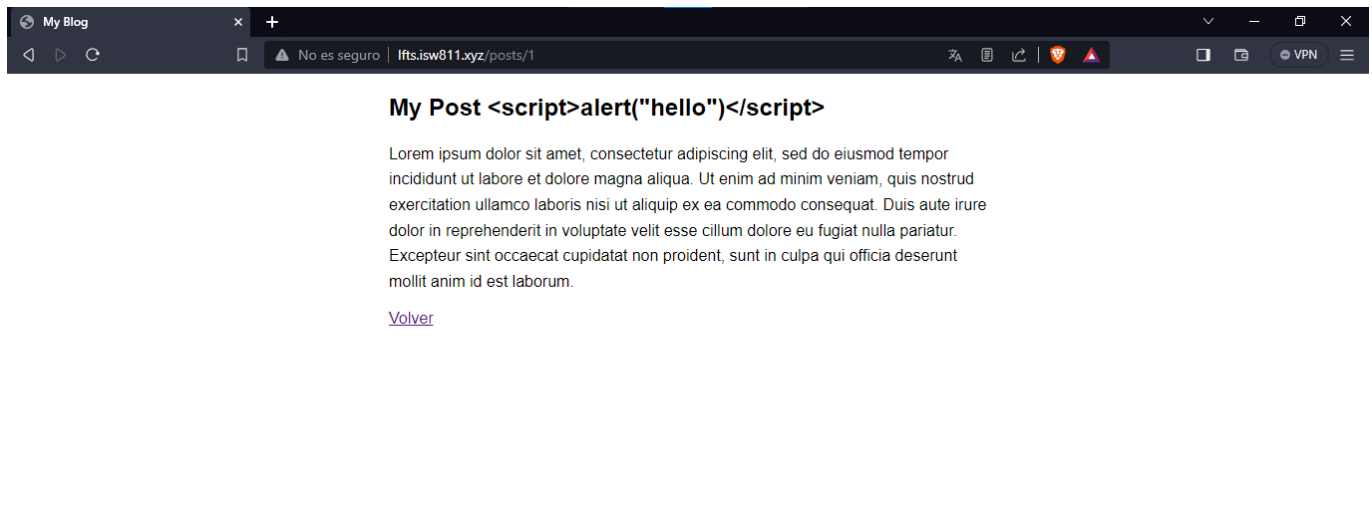 My Blog
No es seguro lfts.isw811.xyz/posts/1
VPN
My Post <script>alert("hello")</script>
Lorem ipsum dolor sit amet, consectetur adipiscing elit, sed do eiusmod tempor
incididunt ut labore et dolore magna aliqua. Ut enim ad minim veniam, quis nostrud
exercitation ullamco laboris nisi ut aliquip ex ea commodo consequat. Duis aute irure
dolor in reprehenderit in voluptate velit esse cillum dolore eu fugiat nulla pariatur.
Excepteur sint occaecat cupidatat non proident, sunt in culpa qui officia deserunt
mollit anim id est laborum.
Volver